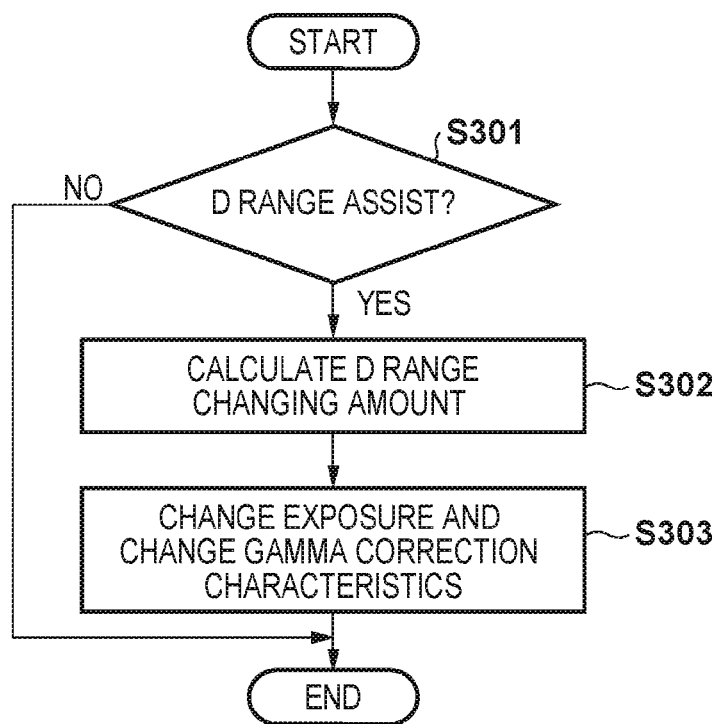 START
S301
NO
D RANGE ASSIST?
YES
CALCULATE D RANGE
CHANGING AMOUNT
S302
CHANGE EXPOSURE AND
CHANGE GAMMA CORRECTION
CHARACTERISTICS
S303
END